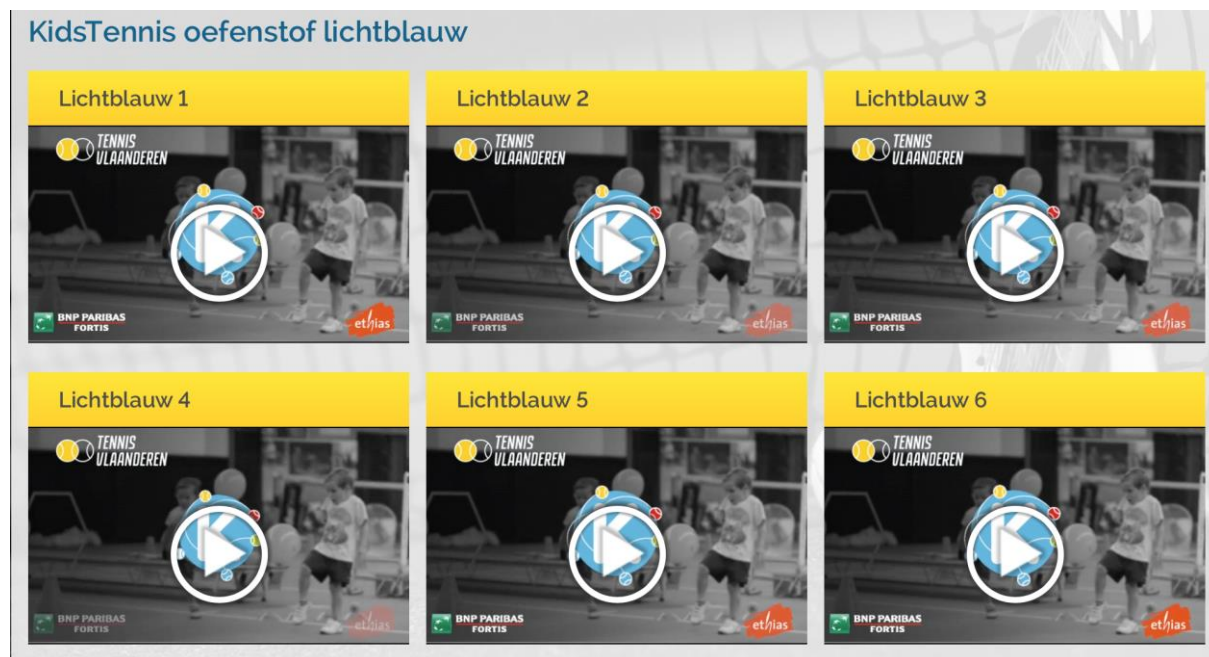 KidsTennis oefenstof lichtblauw
Lichtblauw 1
TENNIS
VLAANDEREN
BNP PARIBAS
FORTIS
ethias
Lichtblauw 2
TENNIS
VLAANDEREN
BNP PARIBAS
FORTIS
ethias
Lichtblauw 3
TENNIS
VLAANDEREN
BNP PARIBAS
FORTIS
ethias
Lichtblauw 4
TENNIS
VLAANDEREN
BNP PARIBAS
FORTIS
ethias
Lichtblauw 5
TENNIS
VLAANDEREN
BNP PARIBAS
FORTIS
ethias
Lichtblauw 6
TENNIS
VLAANDEREN
BNP PARIBAS
FORTIS
ethias